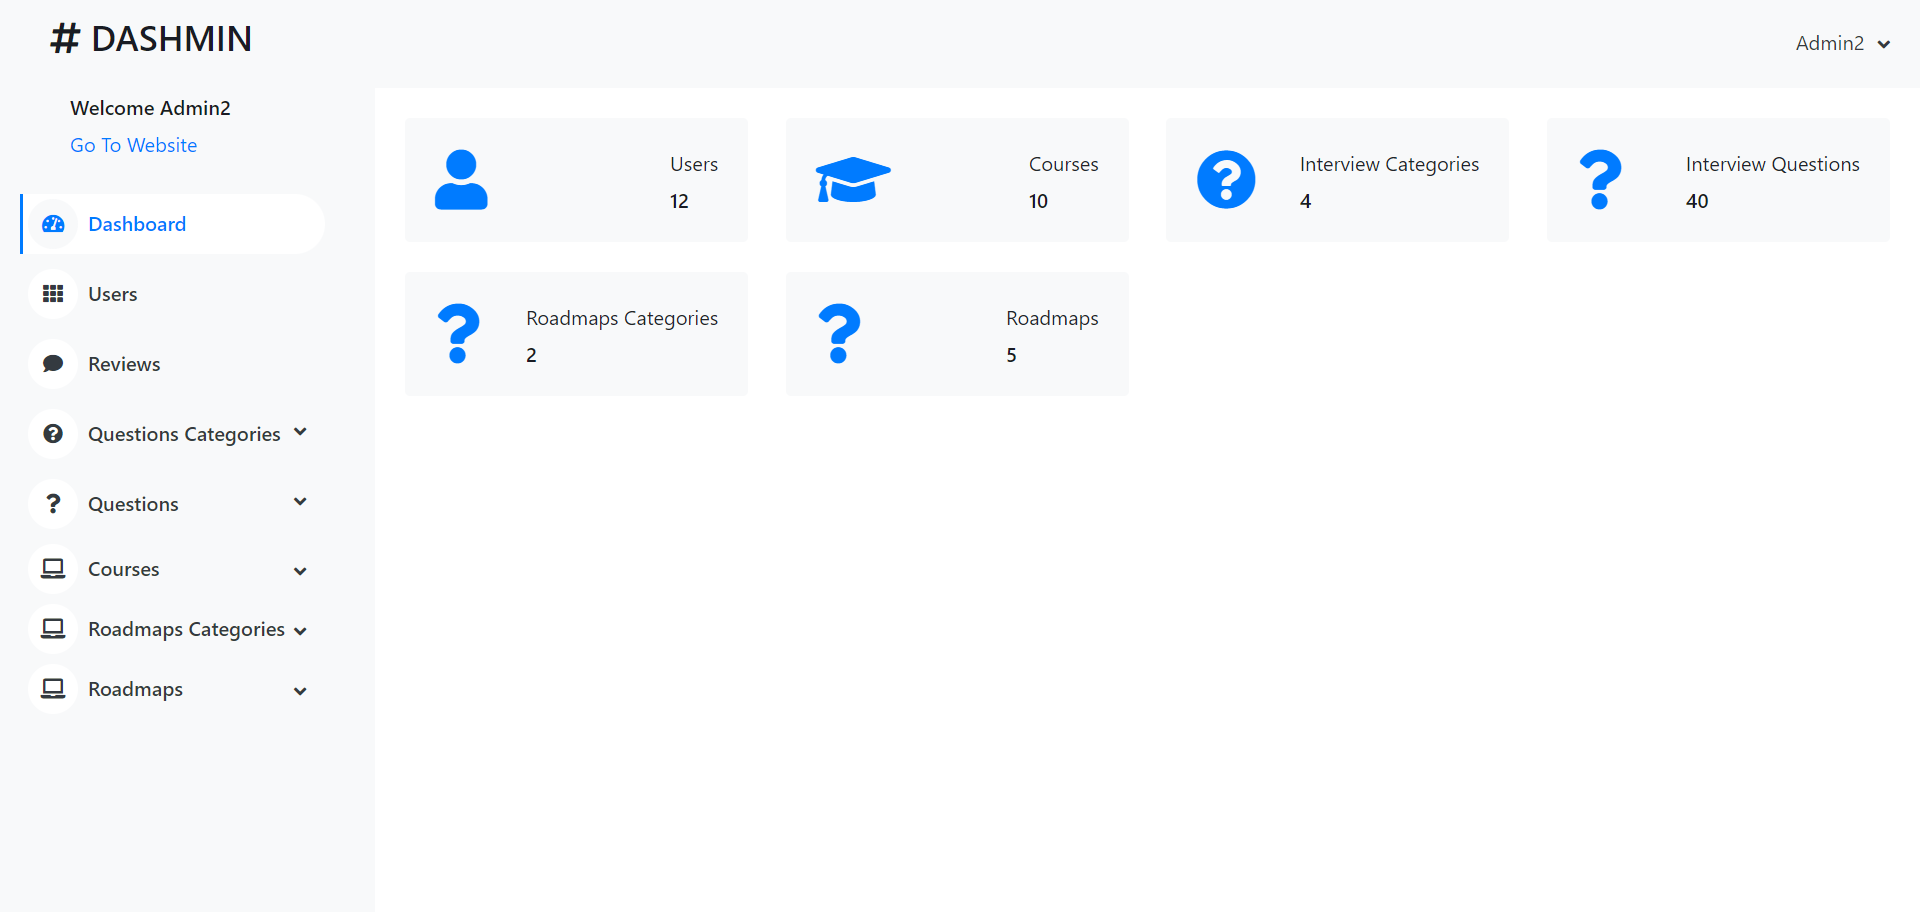 # DASHMIN
Admin2
Welcome Admin2
Go To Website
Dashboard
Users
Reviews
Questions Categories
Questions
Courses
Roadmaps Categories
Roadmaps
Users
12
Courses
10
Interview Categories
4
Interview Questions
40
Roadmaps Categories
2
Roadmaps
5